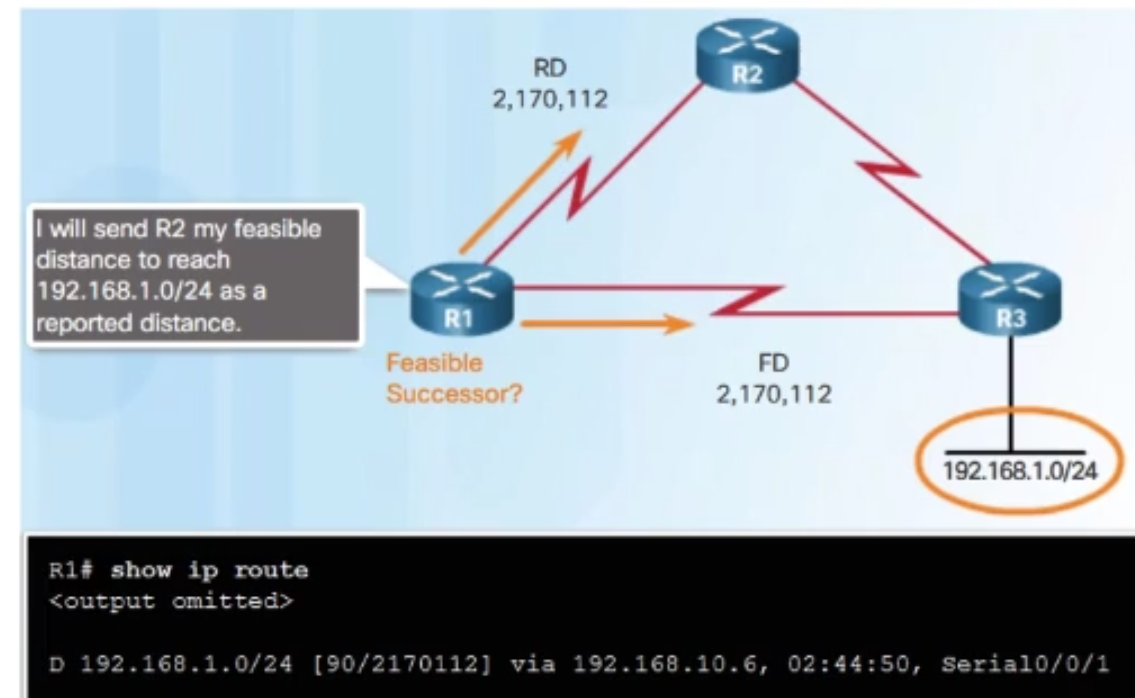 RD
2,170,112
R2
I will send R2 my feasible
distance to reach
192.168.1.0/24 as a
reported distance.
R1
R3
Feasible
Successor?
FD
2,170,112
192.168.1.0/24
R1# show ip route
<output omitted>
D 192.168.1.0/24 [90/2170112] via 192.168.10.6, 02:44:50, Serial0/0/1